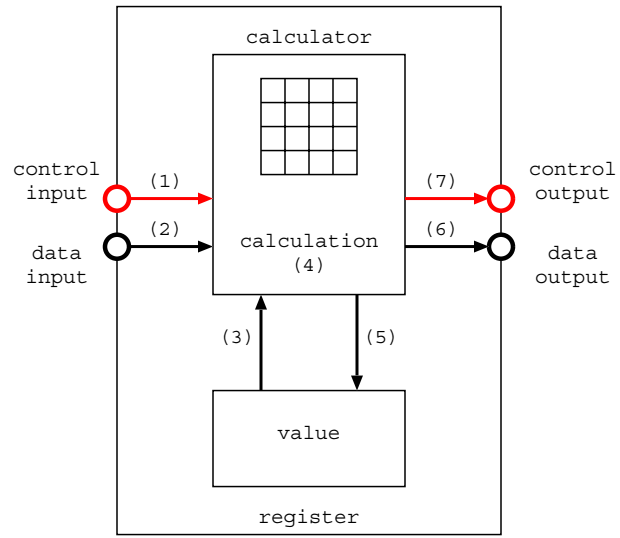 calculator
control
input
(1)
(7)
control
output
data
input
(2)
calculation
(4)
(6)
data
output
(3)
(5)
value
register